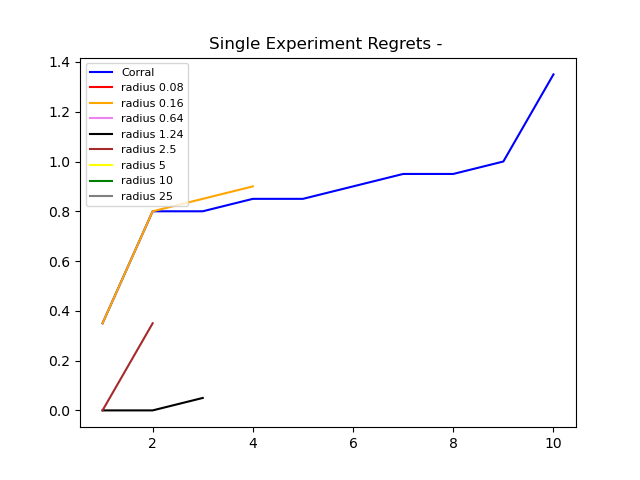 Single Experiment Regrets -
1.4
1.2
1.0
0.8
0.6
0.4
0.2
0.0
Corral
radius 0.08
radius 0.16
radius 0.64
radius 1.24
radius 2.5
radius 5
radius 10
radius 25
2 4 6 8 10